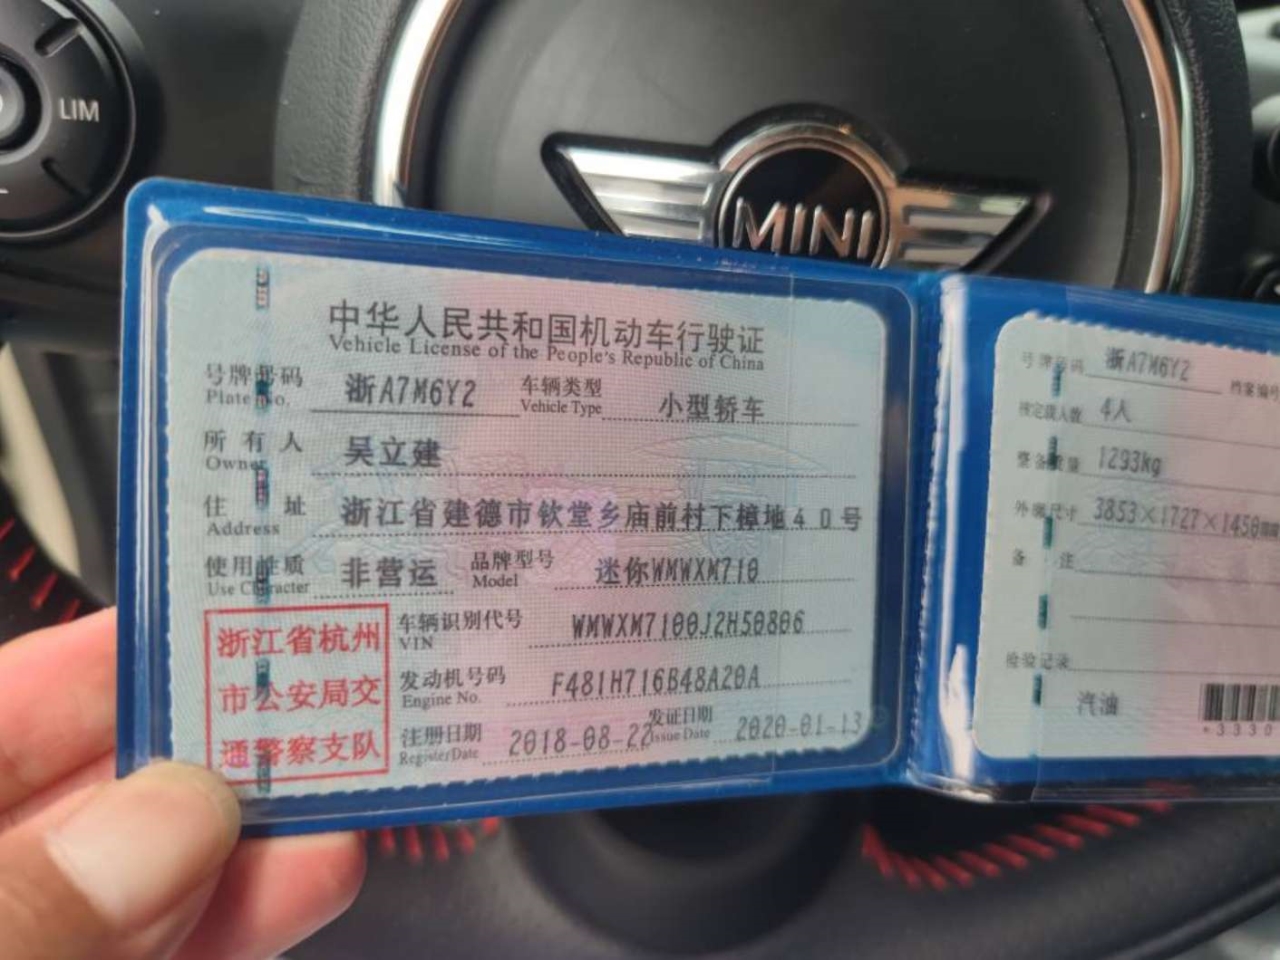 LIM
MINI
中华人民共和国机动车行驶证
Vehicle License of the People's Republic of China
号牌号码 浙A7M6Y2 车辆类型 小型轿车
Plate No. Vehicle Type
所有人 吴立建
Owner
住址 浙江省建德市钦堂乡庙前村下樟地40号
Address
使用性质 非营运 品牌型号 迷你WMWXM710
Use Character Model
浙江省杭州
市公安局交
通警察支队
车辆识别代号 WMWXM7100J2H50806
VIN
发动机号码 F481H716B48A20A
Engine No.
注册日期 2018-08-22 发证日期 2020-01-13
Register Date Issue Date
号牌号码 浙A7M6Y2 档案编号
核定载人数 4人
整备质量 1293kg
外廓尺寸 3853×1727×1450mm
备注
检验记录
汽油
*3330